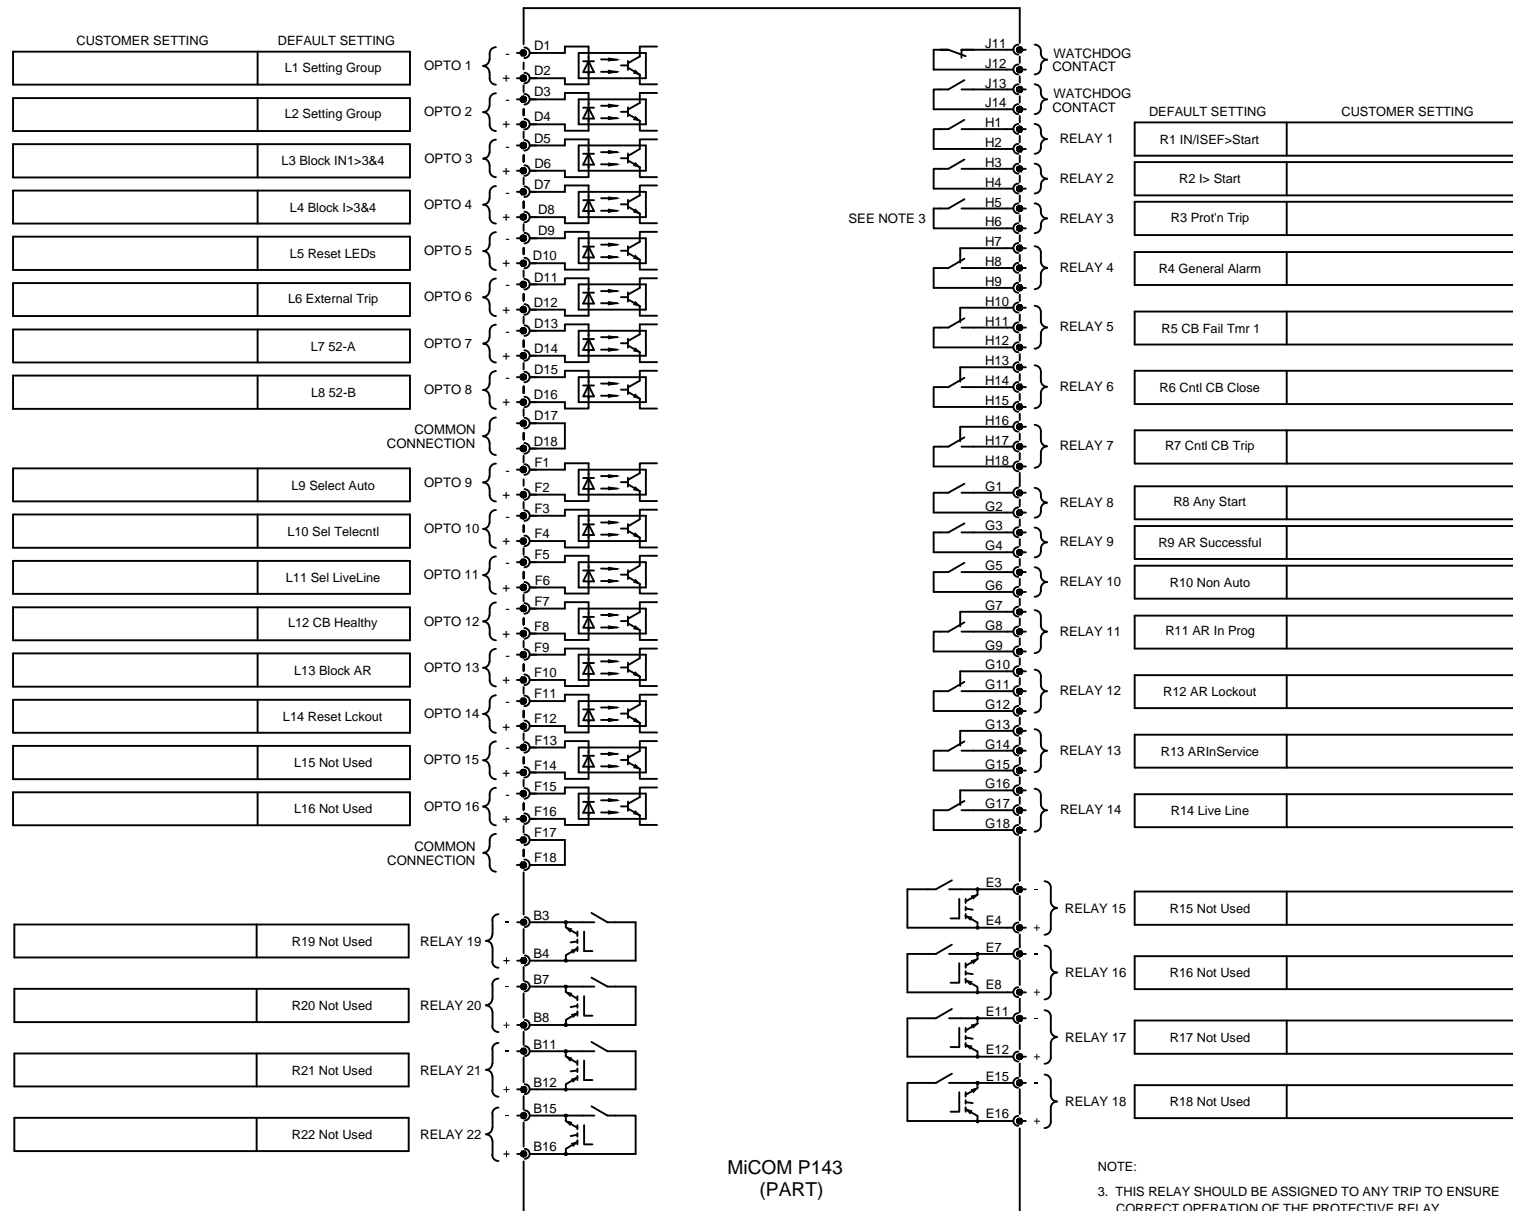 CUSTOMER SETTING DEFAULT SETTING
L1 Setting Group OPTO 1 - D1
+ D2
L2 Setting Group OPTO 2 - D3
+ D4
L3 Block IN1>3&4 OPTO 3 - D5
+ D6
L4 Block I>3&4 OPTO 4 - D7
+ D8
L5 Reset LEDs OPTO 5 - D9
+ D10
L6 External Trip OPTO 6 - D11
+ D12
L7 52-A OPTO 7 - D13
+ D14
L8 52-B OPTO 8 - D15
+ D16
COMMON D17
CONNECTION D18
L9 Select Auto OPTO 9 - F1
+ F2
L10 Sel Telecntl OPTO 10 - F3
+ F4
L11 Sel LiveLine OPTO 11 - F5
+ F6
L12 CB Healthy OPTO 12 - F7
+ F8
L13 Block AR OPTO 13 - F9
+ F10
L14 Reset Lckout OPTO 14 - F11
+ F12
L15 Not Used OPTO 15 - F13
+ F14
L16 Not Used OPTO 16 - F15
+ F16
COMMON F17
CONNECTION F18
R19 Not Used RELAY 19 - B3
+ B4
R20 Not Used RELAY 20 - B7
+ B8
R21 Not Used RELAY 21 - B11
+ B12
R22 Not Used RELAY 22 - B15
+ B16
J11 WATCHDOG
J12 CONTACT
J13 WATCHDOG
J14 CONTACT
DEFAULT SETTING CUSTOMER SETTING
H1 RELAY 1 R1 IN/ISEF>Start
H2
H3 RELAY 2 R2 I> Start
H4
SEE NOTE 3 H5 RELAY 3 R3 Prot'n Trip
H6
H7
H8 RELAY 4 R4 General Alarm
H9
H10
H11 RELAY 5 R5 CB Fail Tmr 1
H12
H13
H14 RELAY 6 R6 Cntl CB Close
H15
H16
H17 RELAY 7 R7 Cntl CB Trip
H18
G1 RELAY 8 R8 Any Start
G2
G3 RELAY 9 R9 AR Successful
G4
G5 RELAY 10 R10 Non Auto
G6
G7
G8 RELAY 11 R11 AR In Prog
G9
G10
G11 RELAY 12 R12 AR Lockout
G12
G13
G14 RELAY 13 R13 ARInService
G15
G16
G17 RELAY 14 R14 Live Line
G18
E3 - RELAY 15 R15 Not Used
E4 +
E7 - RELAY 16 R16 Not Used
E8 +
E11 - RELAY 17 R17 Not Used
E12 +
E15 - RELAY 18 R18 Not Used
E16 +
MiCOM P143
(PART)
NOTE:
3. THIS RELAY SHOULD BE ASSIGNED TO ANY TRIP TO ENSURE
CORRECT OPERATION OF THE PROTECTIVE RELAY